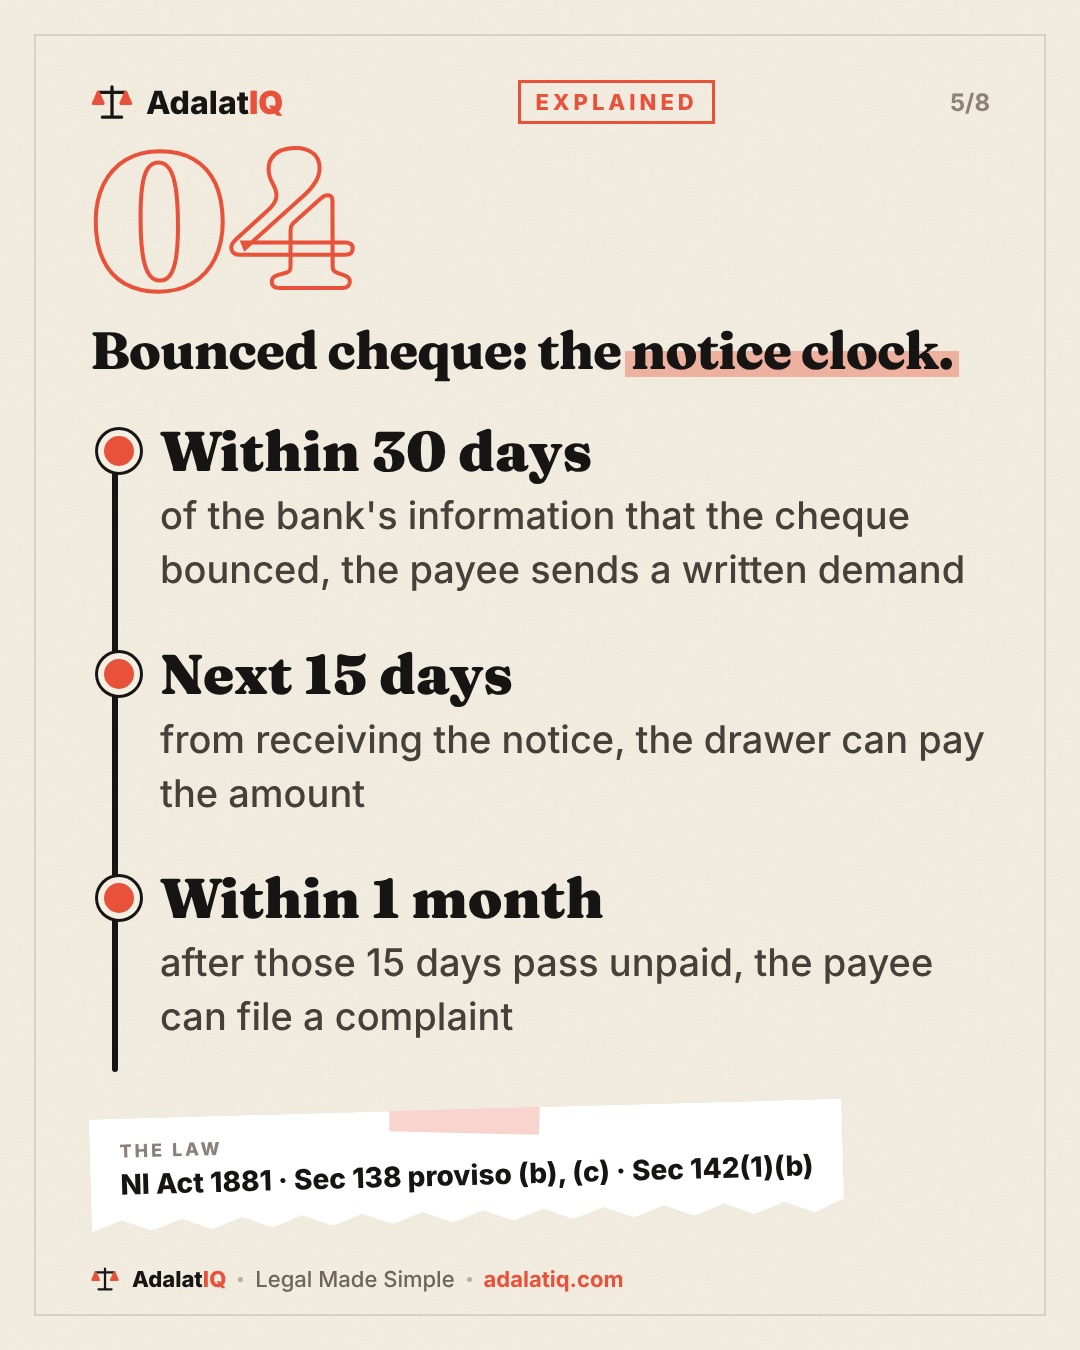 AdalatIQ
EXPLAINED
5/8
04
Bounced cheque: the notice clock.
Within 30 days
of the bank's information that the cheque
bounced, the payee sends a written demand
Next 15 days
from receiving the notice, the drawer can pay
the amount
Within 1 month
after those 15 days pass unpaid, the payee
can file a complaint
THE LAW
NI Act 1881 · Sec 138 proviso (b), (c) · Sec 142(1)(b)
AdalatIQ • Legal Made Simple • adalatiq.com